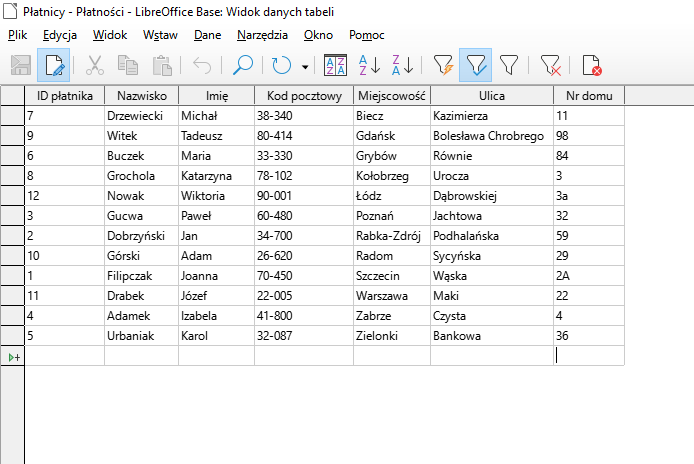 Płatnicy - Płatności - LibreOffice Base: Widok danych tabeli
Plik Edycja Widok Wstaw Dane Narzędzia Okno Pomoc
ID płatnika Nazwisko Imię Kod pocztowy Miejscowość Ulica Nr domu
7 Drzewiecki Michał 38-340 Biecz Kazimierza 11
9 Witek Tadeusz 80-414 Gdańsk Bolesława Chrobrego 98
6 Buczek Maria 33-330 Grybów Równie 84
8 Grochola Katarzyna 78-102 Kołobrzeg Urocza 3
12 Nowak Wiktoria 90-001 Łódz Dąbrowskiej 3a
3 Gucwa Paweł 60-480 Poznań Jachtowa 32
2 Dobrzyński Jan 34-700 Rabka-Zdrój Podhalańska 59
10 Górski Adam 26-620 Radom Sycyńska 29
1 Filipczak Joanna 70-450 Szczecin Wąska 2A
11 Drabek Józef 22-005 Warszawa Maki 22
4 Adamek Izabela 41-800 Zabrze Czysta 4
5 Urbaniak Karol 32-087 Zielonki Bankowa 36